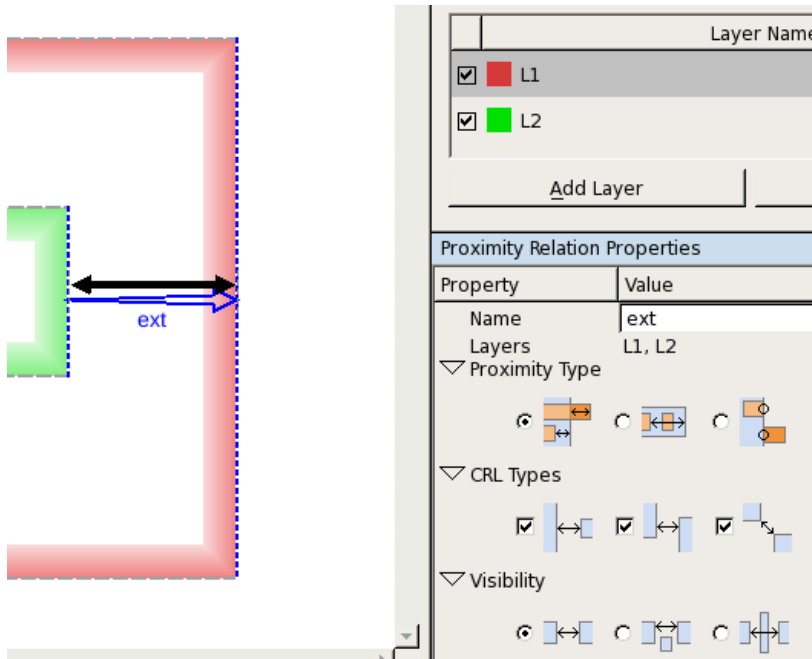 Layer Name
L1
L2
Add Layer
ext
Proximity Relation Properties
Property Value
Name ext
Layers L1, L2
Proximity Type
CRL Types
Visibility